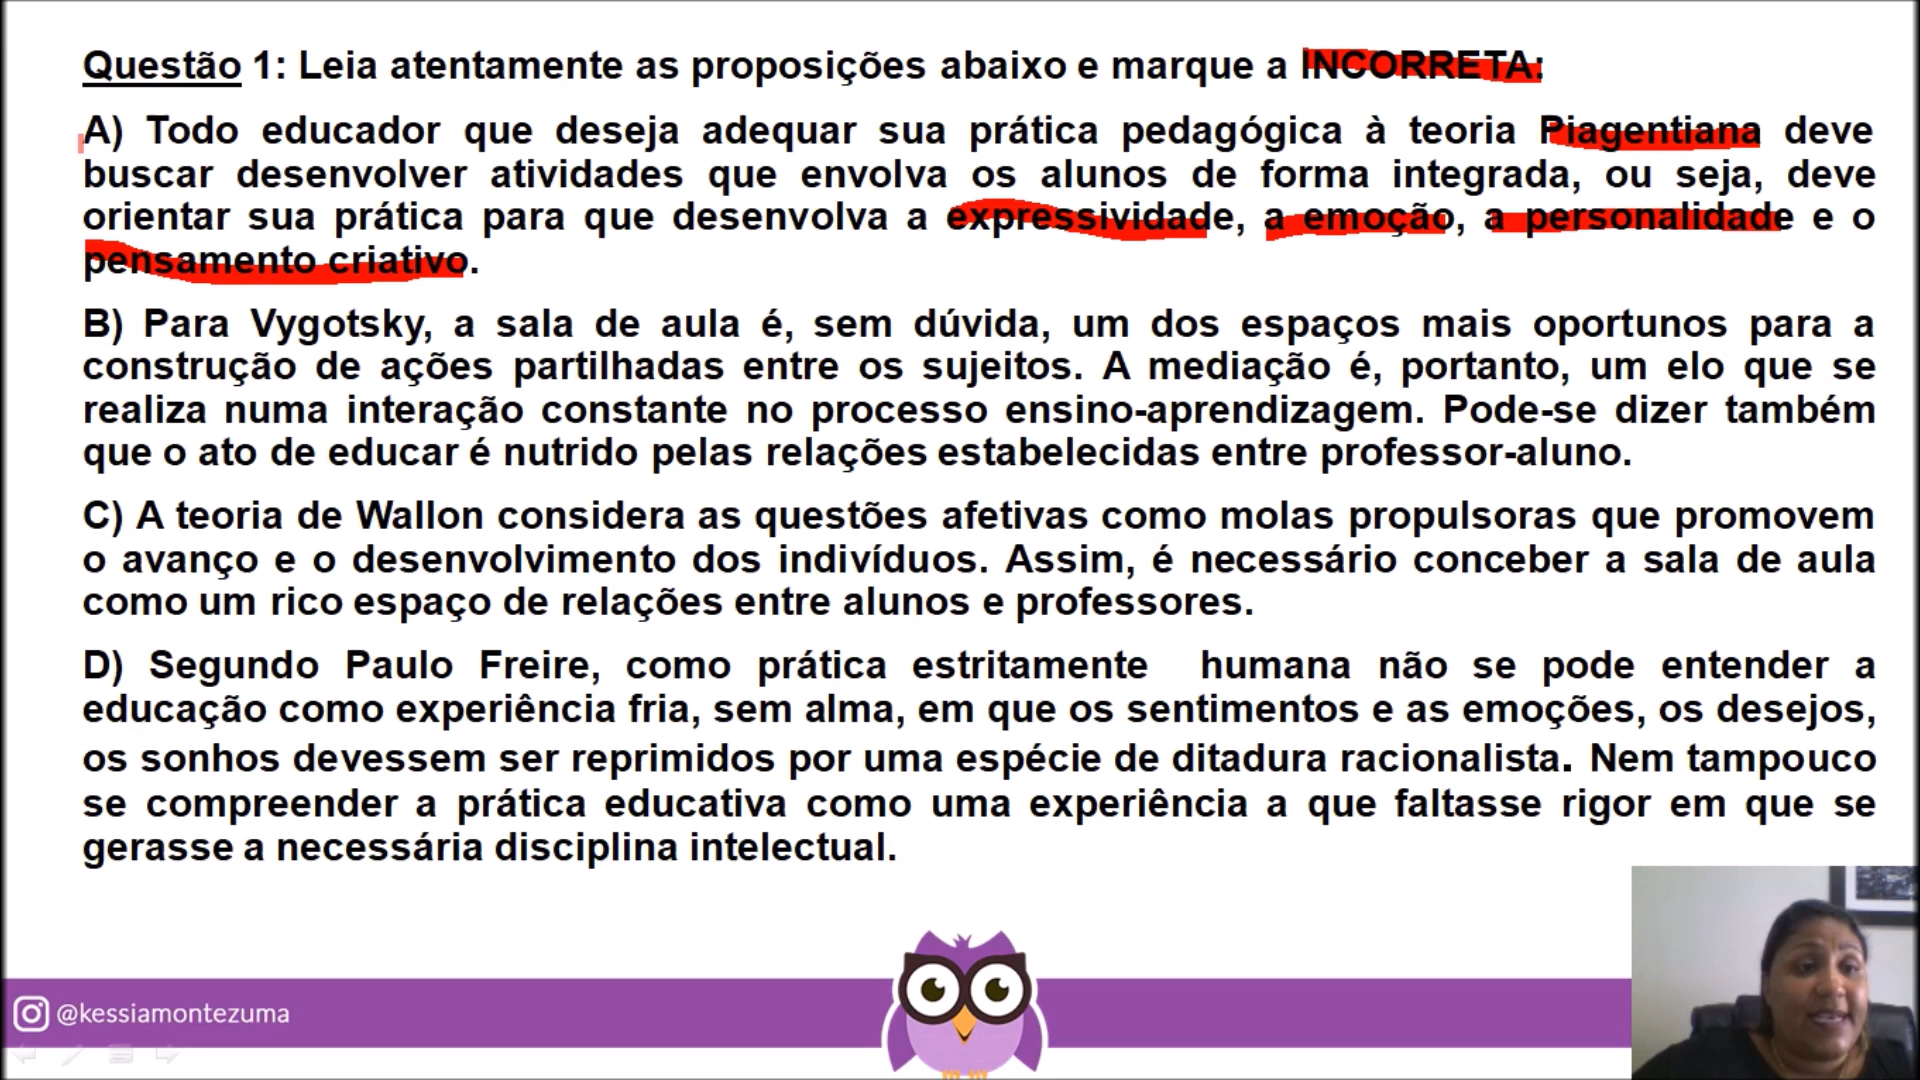 Questão 1: Leia atentamente as proposições abaixo e marque a INCORRETA:
A) Todo educador que deseja adequar sua prática pedagógica à teoria Piagentiana deve
buscar desenvolver atividades que envolva os alunos de forma integrada, ou seja, deve
orientar sua prática para que desenvolva a expressividade, a emoção, a personalidade e o
pensamento criativo.
B) Para Vygotsky, a sala de aula é, sem dúvida, um dos espaços mais oportunos para a
construção de ações partilhadas entre os sujeitos. A mediação é, portanto, um elo que se
realiza numa interação constante no processo ensino-aprendizagem. Pode-se dizer também
que o ato de educar é nutrido pelas relações estabelecidas entre professor-aluno.
C) A teoria de Wallon considera as questões afetivas como molas propulsoras que promovem
o avanço e o desenvolvimento dos indivíduos. Assim, é necessário conceber a sala de aula
como um rico espaço de relações entre alunos e professores.
D) Segundo Paulo Freire, como prática estritamente humana não se pode entender a
educação como experiência fria, sem alma, em que os sentimentos e as emoções, os desejos,
os sonhos devessem ser reprimidos por uma espécie de ditadura racionalista. Nem tampouco
se compreender a prática educativa como uma experiência a que faltasse rigor em que se
gerasse a necessária disciplina intelectual.
@kessiamontezuma